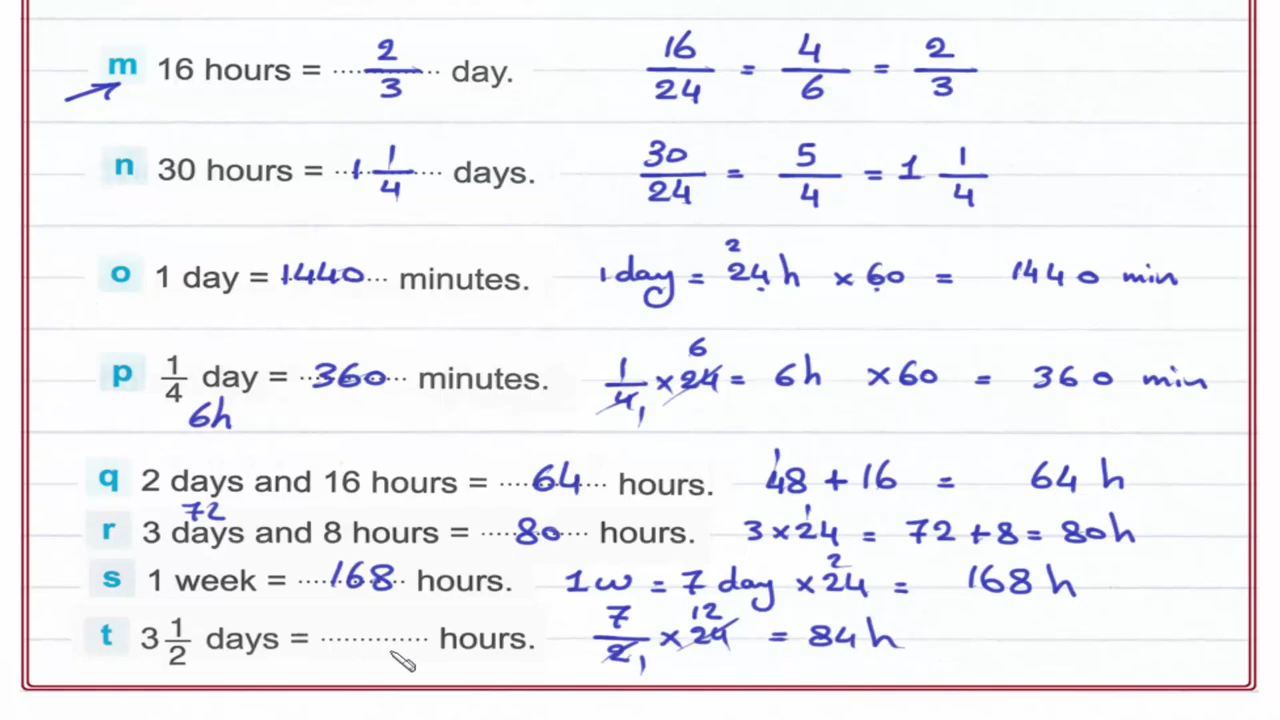 m 16 hours = ....2/3.... day. 16/24 = 4/6 = 2/3
n 30 hours = ..1 1/4.... days. 30/24 = 5/4 = 1 1/4
o 1 day = 1440... minutes. 1 day = 24 h × 60 = 1440 min
p 1/4 day = ..360... minutes. 1/4 × 24 = 6h × 60 = 360 min
6h
q 2 days and 16 hours = ....64.... hours. 48 + 16 = 64 h
72
r 3 days and 8 hours = .....80.... hours. 3 × 24 = 72 + 8 = 80h
s 1 week = ....168.. hours. 1w = 7 day × 24 = 168 h
t 3 1/2 days = .............. hours. 7/2 × 24 = 84 h